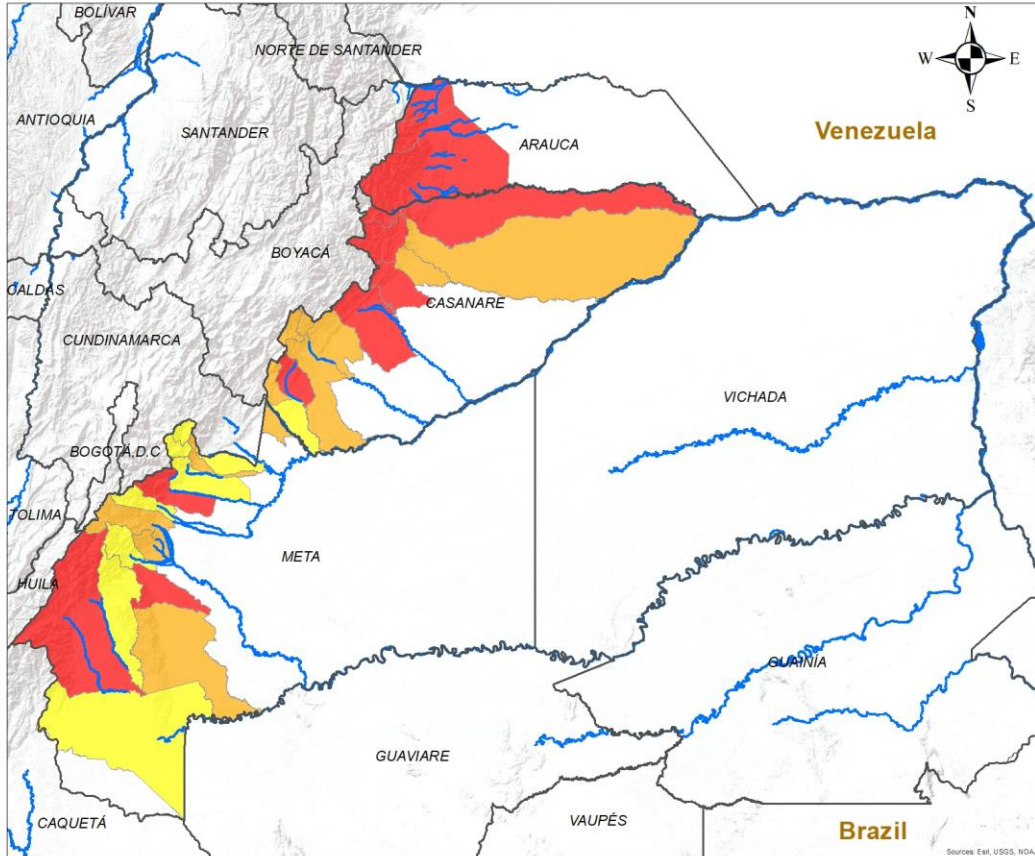 BOLÍVAR
N
NORTE DE SANTANDER
W
E
S
ANTIOQUIA
SANTANDER
Venezuela
ARAUCA
BOYACÁ
CALDAS
CASANARE
CUNDINAMARCA
VICHADA
BOGOTÁ D.C
TOLIMA
META
HUILA
GUAINÍA
GUAVIARE
CAQUETÁ
VAUPÉS
Brazil
Sources: Esri, USGS, NOAA